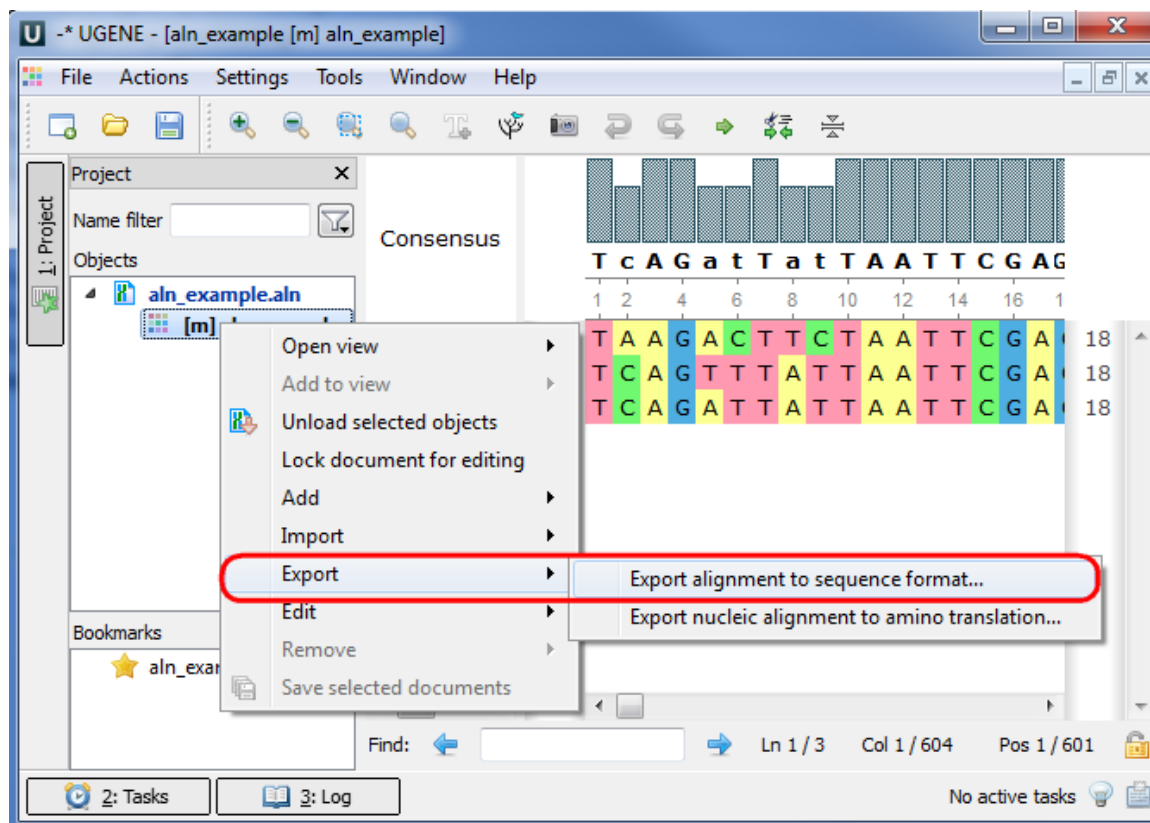 -* UGENE - [aln_example [m] aln_example]
File Actions Settings Tools Window Help
1: Project
Project
Name filter
Objects
aln_example.aln
[m]
Consensus
T c A G a t T a t T A A T T C G A G
1 2 4 6 8 10 12 14 16 1
T A A G A C T T C T A A T T C G A 18
T C A G T T T A T T A A T T C G A 18
T C A G A T T A T T A A T T C G A 18
Open view
Add to view
Unload selected objects
Lock document for editing
Add
Import
Export
Edit
Remove
Save selected documents
Export alignment to sequence format...
Export nucleic alignment to amino translation...
Bookmarks
aln_exa
Find:
Ln 1 / 3 Col 1 / 604 Pos 1 / 601
2: Tasks
3: Log
No active tasks